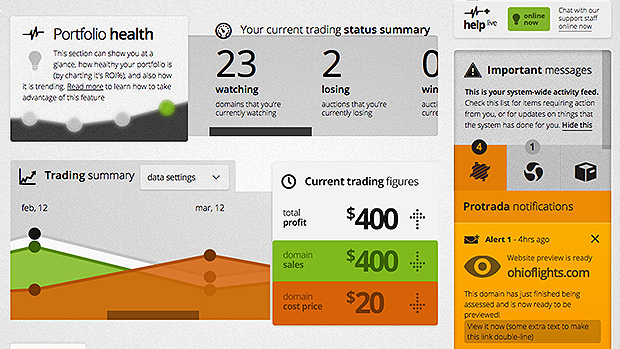 Portfolio health
This section can show you at a
glance, how healthy your portfolio is
(by charting it's ROI%), and also how
it is trending. Read more to learn how to take
advantage of this feature
Your current trading status summary
23
watching
domains that you're
currently watching
2
losing
auctions that you're
currently losing
win
auct
curr
help live
online
now
Chat with our
support staff
online now
Important messages
This is your system-wide activity feed.
Check this list for items requiring action
from you, or for updates on things that
the system has done for you. Hide this
4
1
Protrada notifications
Alert 1 - 4hrs ago
Website preview is ready
ohioflights.com
This domain has just finished being
assessed and is now ready to be
previewed!
View it now (some extra text to make
this link double-line)
Trading summary
data settings
feb, 12
mar, 12
Current trading figures
total
profit
$400
domain
sales
$400
domain
cost price
$20